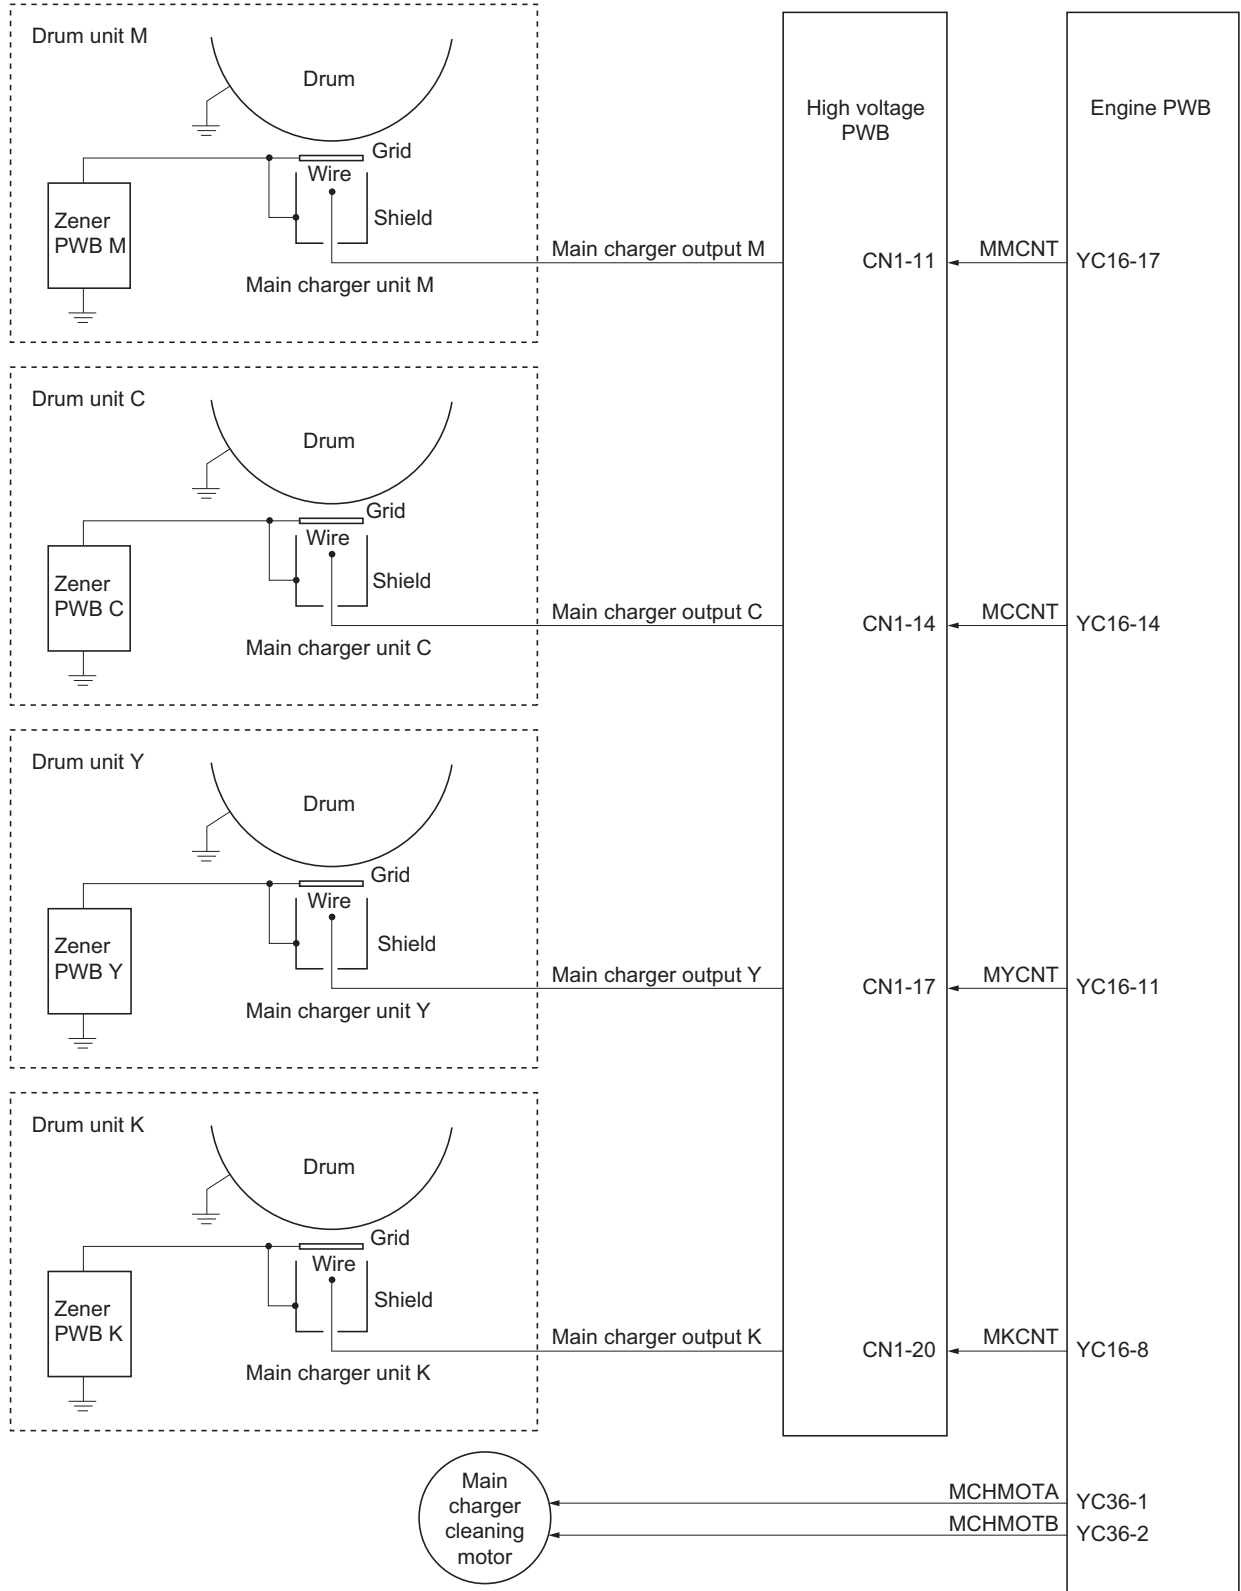 Drum unit M
Drum
High voltage
PWB
Engine PWB
Grid
Wire
Zener
PWB M
Shield
Main charger output M
CN1-11
MMCNT
YC16-17
Main charger unit M
Drum unit C
Drum
Grid
Wire
Zener
PWB C
Shield
Main charger output C
CN1-14
MCCNT
YC16-14
Main charger unit C
Drum unit Y
Drum
Grid
Wire
Zener
PWB Y
Shield
Main charger output Y
CN1-17
MYCNT
YC16-11
Main charger unit Y
Drum unit K
Drum
Grid
Wire
Zener
PWB K
Shield
Main charger output K
CN1-20
MKCNT
YC16-8
Main charger unit K
Main
charger
cleaning
motor
MCHMOTA
YC36-1
MCHMOTB
YC36-2